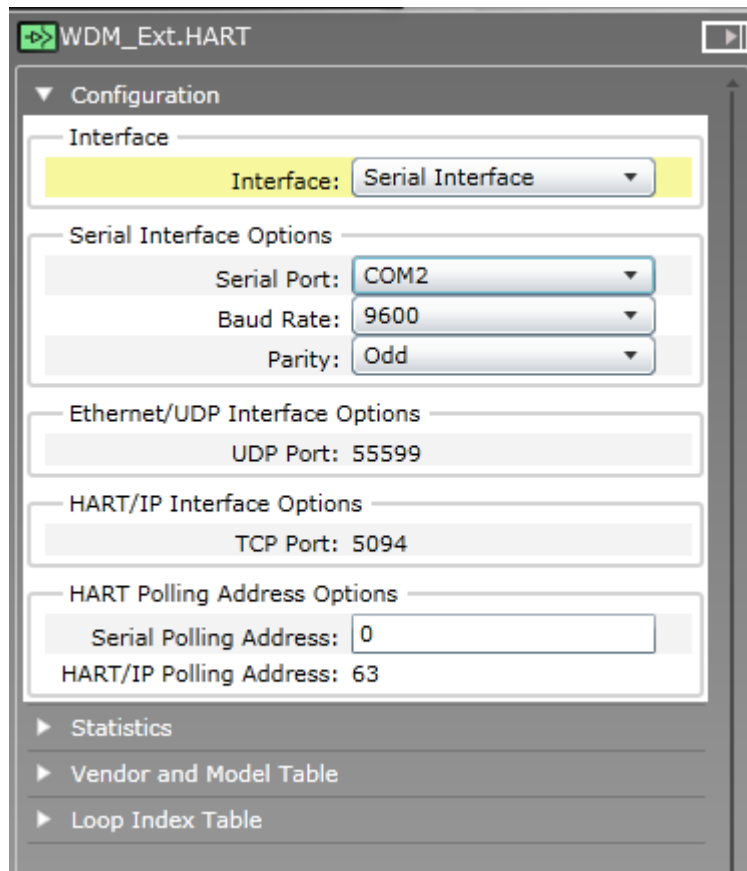 WDM_Ext.HART
Configuration
Interface
Interface: Serial Interface
Serial Interface Options
Serial Port: COM2
Baud Rate: 9600
Parity: Odd
Ethernet/UDP Interface Options
UDP Port: 55599
HART/IP Interface Options
TCP Port: 5094
HART Polling Address Options
Serial Polling Address: 0
HART/IP Polling Address: 63
Statistics
Vendor and Model Table
Loop Index Table